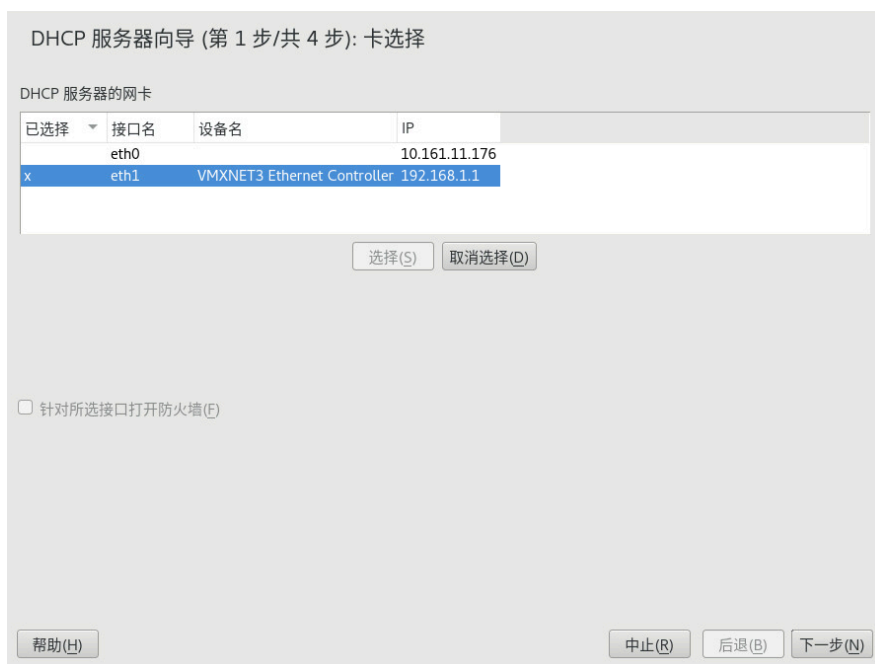 DHCP 服务器向导 (第 1 步/共 4 步): 卡选择
DHCP 服务器的网卡
已选择 接口名 设备名 IP
eth0 10.161.11.176
x eth1 VMXNET3 Ethernet Controller 192.168.1.1
选择(S) 取消选择(D)
针对所选接口打开防火墙(F)
帮助(H) 中止(R) 后退(B) 下一步(N)